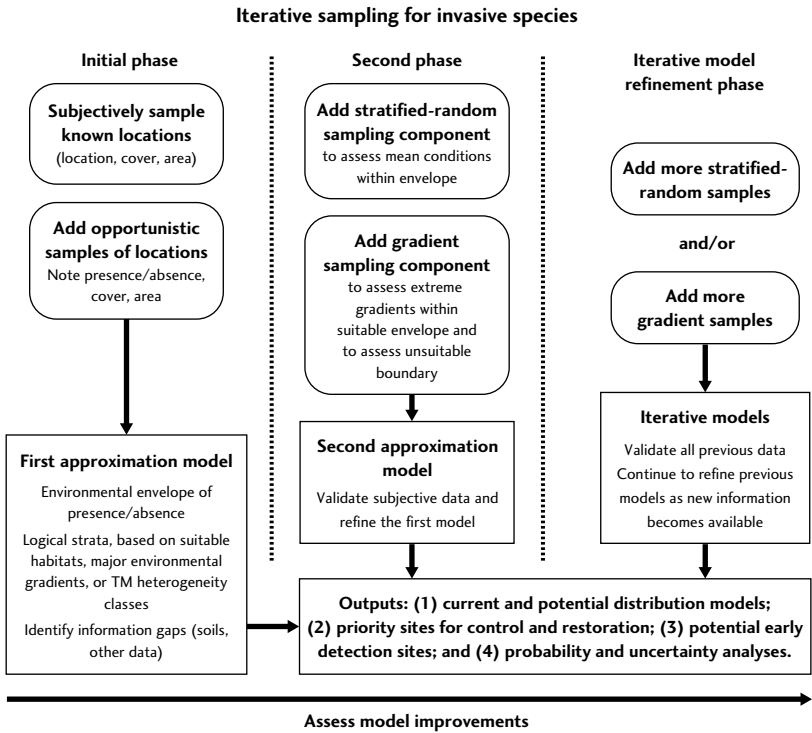 Iterative sampling for invasive species
Initial phase
Subjectively sample
known locations
(location, cover, area)
Add opportunistic
samples of locations
Note presence/absence,
cover, area
First approximation model
Environmental envelope of
presence/absence
Logical strata, based on suitable
habitats, major environmental
gradients, or TM heterogeneity
classes
Identify information gaps (soils,
other data)
Second phase
Add stratified-random
sampling component
to assess mean conditions
within envelope
Add gradient
sampling component
to assess extreme
gradients within
suitable envelope and
to assess unsuitable
boundary
Second approximation
model
Validate subjective data and
refine the first model
Iterative model
refinement phase
Add more stratified-
random samples
and/or
Add more
gradient samples
Iterative models
Validate all previous data
Continue to refine previous
models as new information
becomes available
Outputs: (1) current and potential distribution models;
(2) priority sites for control and restoration; (3) potential early
detection sites; and (4) probability and uncertainty analyses.
Assess model improvements